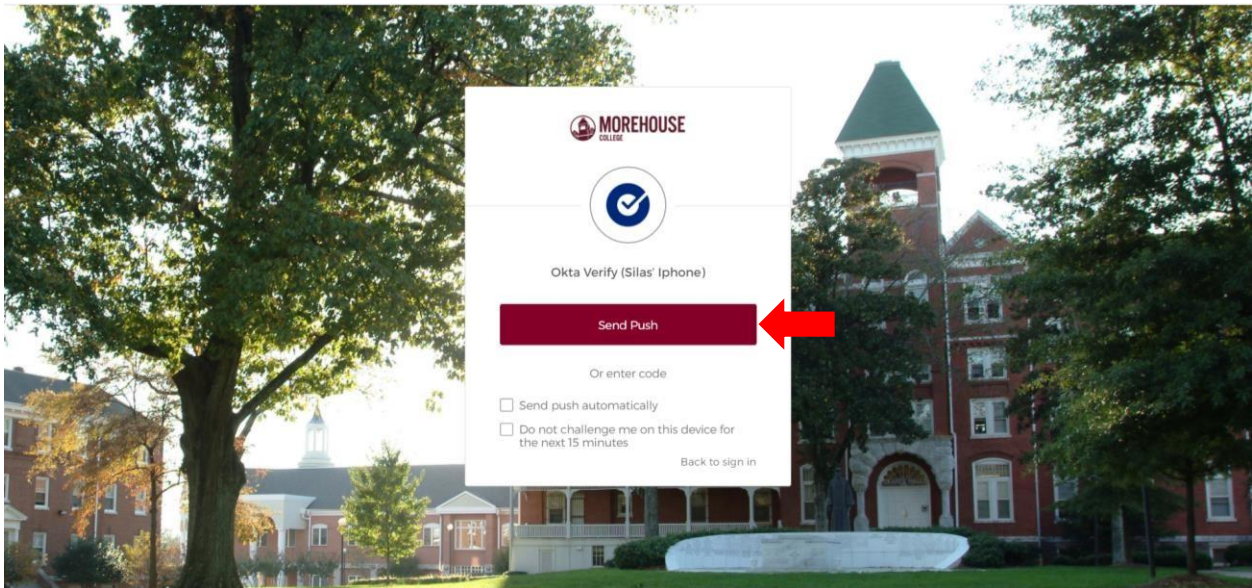 MOREHOUSE
COLLEGE
Okta Verify (Silas' Iphone)
Send Push
Or enter code
Send push automatically
Do not challenge me on this device for
the next 15 minutes
Back to sign in